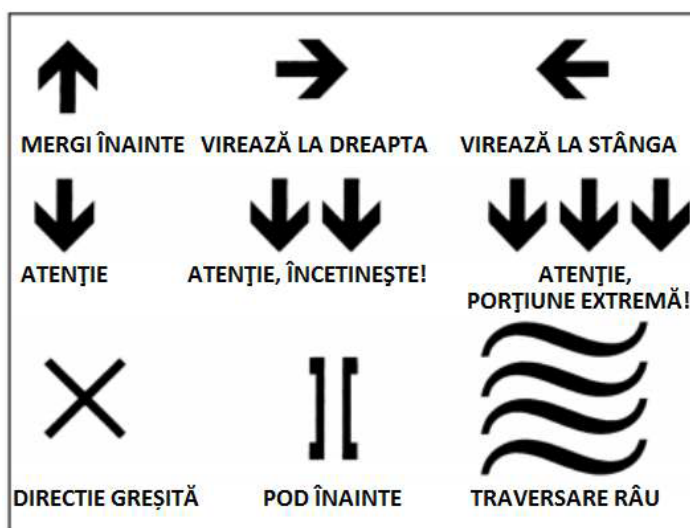 MERGI ÎNAINTE VIREAZĂ LA DREAPTA VIREAZĂ LA STÂNGA
ATENŢIE ATENŢIE, ÎNCETINEŞTE! ATENŢIE,
PORŢIUNE EXTREMĂ!
DIRECTIE GREȘITĂ POD ÎNAINTE TRAVERSARE RÂU